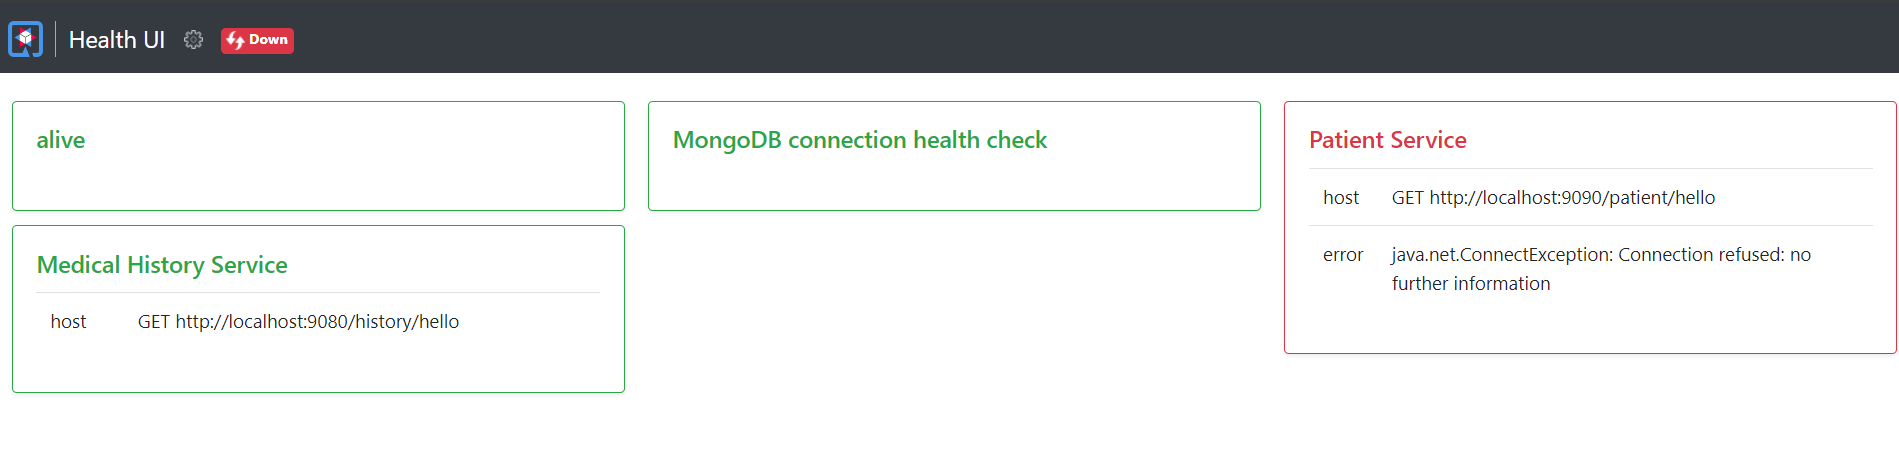 Health UI Down
alive
MongoDB connection health check
Patient Service
host GET http://localhost:9090/patient/hello
error java.net.ConnectException: Connection refused: no
further information
Medical History Service
host GET http://localhost:9080/history/hello